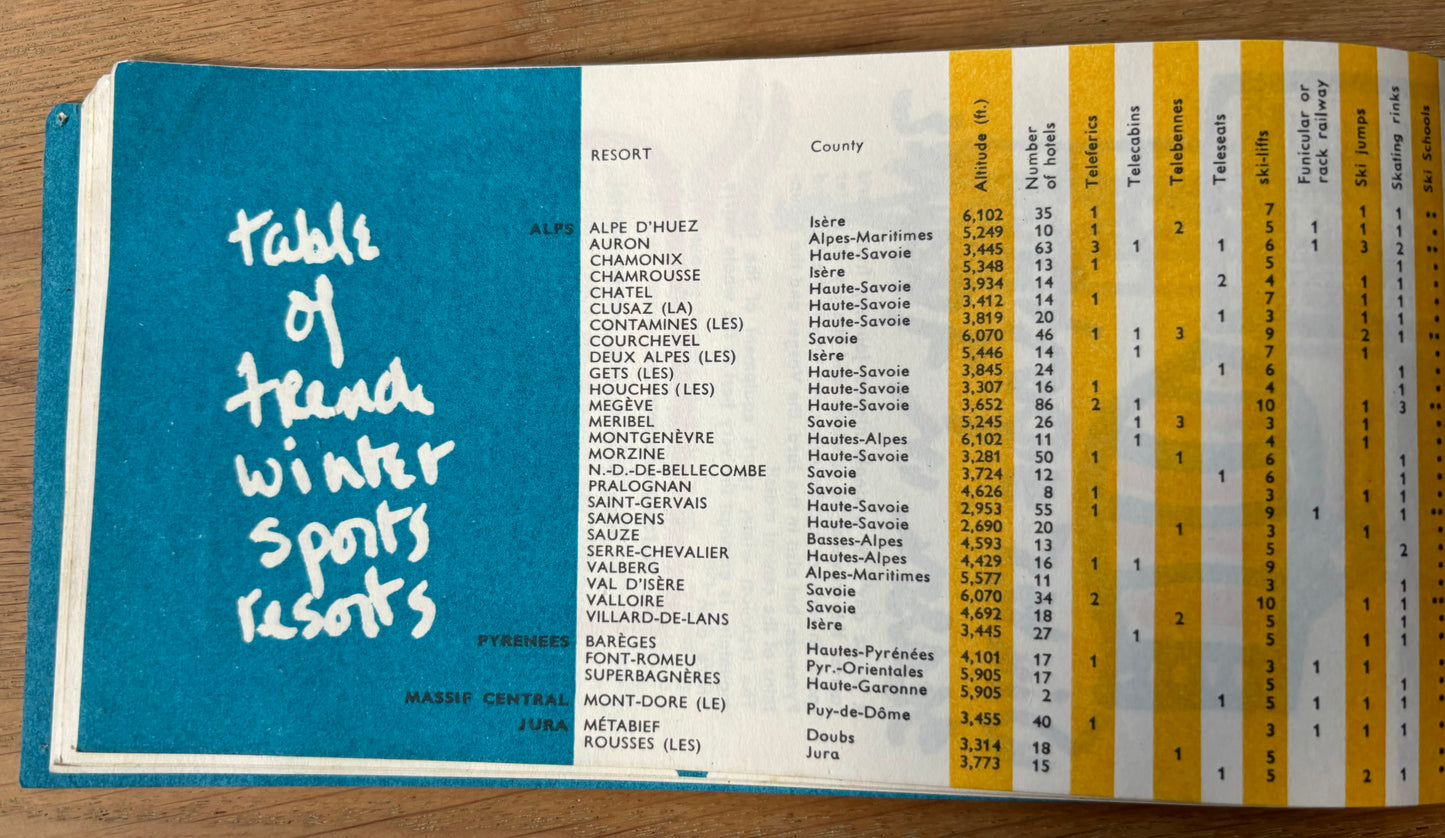 table
of
french
winter
sports
resorts
RESORT County Altitude (ft.) Number of hotels Teleferics Telecabins Telebennes Teleseats ski-lifts Funicular or rack railway Ski jumps Skating rinks Ski Schools
ALPS ALPE D'HUEZ Isère 6,102 35 1 7 1 1
AURON Alpes-Maritimes 5,249 10 1 2 5 1 1 1
CHAMONIX Haute-Savoie 3,445 63 3 1 1 6 1 3 2
CHAMROUSSE Isère 5,348 13 1 5 1
CHATEL Haute-Savoie 3,934 14 2 4 1 1
CLUSAZ (LA) Haute-Savoie 3,412 14 1 7 1 1
CONTAMINES (LES) Haute-Savoie 3,819 20 1 3 1 1
COURCHEVEL Savoie 6,070 46 1 1 3 9 2 1
DEUX ALPES (LES) Isère 5,446 14 1 7 1
GETS (LES) Haute-Savoie 3,845 24 1 6 1
HOUCHES (LES) Haute-Savoie 3,307 16 1 4 1
MEGÈVE Haute-Savoie 3,652 86 2 1 10 1 3
MERIBEL Savoie 5,245 26 1 3 3 1
MONTGENÈVRE Hautes-Alpes 6,102 11 1 4 1
MORZINE Haute-Savoie 3,281 50 1 1 6 1
N.-D.-DE-BELLECOMBE Savoie 3,724 12 1 6 1
PRALOGNAN Savoie 4,626 8 1 3 1 1
SAINT-GERVAIS Haute-Savoie 2,953 55 1 9 1 1
SAMOENS Haute-Savoie 2,690 20 1 3 1
SAUZE Basses-Alpes 4,593 13 5 2
SERRE-CHEVALIER Hautes-Alpes 4,429 16 1 1 9
VALBERG Alpes-Maritimes 5,577 11 3 1
VAL D'ISÈRE Savoie 6,070 34 2 10 1 1
VALLOIRE Savoie 4,692 18 2 5 1
VILLARD-DE-LANS Isère 3,445 27 1 5 1 1
PYRENEES BARÈGES Hautes-Pyrénées 4,101 17 1 3 1 1
FONT-ROMEU Pyr.-Orientales 5,905 17 5 1
SUPERBAGNÈRES Haute-Garonne 5,905 2 1 5 1 1 1
MASSIF CENTRAL MONT-DORE (LE) Puy-de-Dôme 3,455 40 1 3 1 1 1
JURA MÉTABIEF Doubs 3,314 18 1 5
ROUSSES (LES) Jura 3,773 15 1 5 2 1